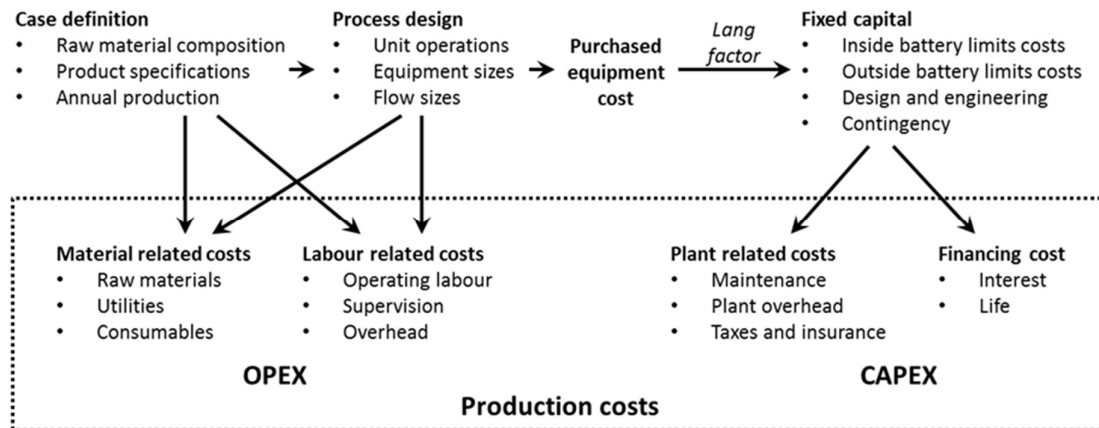 Case definition
• Raw material composition
• Product specifications
• Annual production
Process design
• Unit operations
• Equipment sizes
• Flow sizes
Purchased
equipment
cost
Lang
factor
Fixed capital
• Inside battery limits costs
• Outside battery limits costs
• Design and engineering
• Contingency
Material related costs
• Raw materials
• Utilities
• Consumables
Labour related costs
• Operating labour
• Supervision
• Overhead
Plant related costs
• Maintenance
• Plant overhead
• Taxes and insurance
Financing cost
• Interest
• Life
OPEX
CAPEX
Production costs